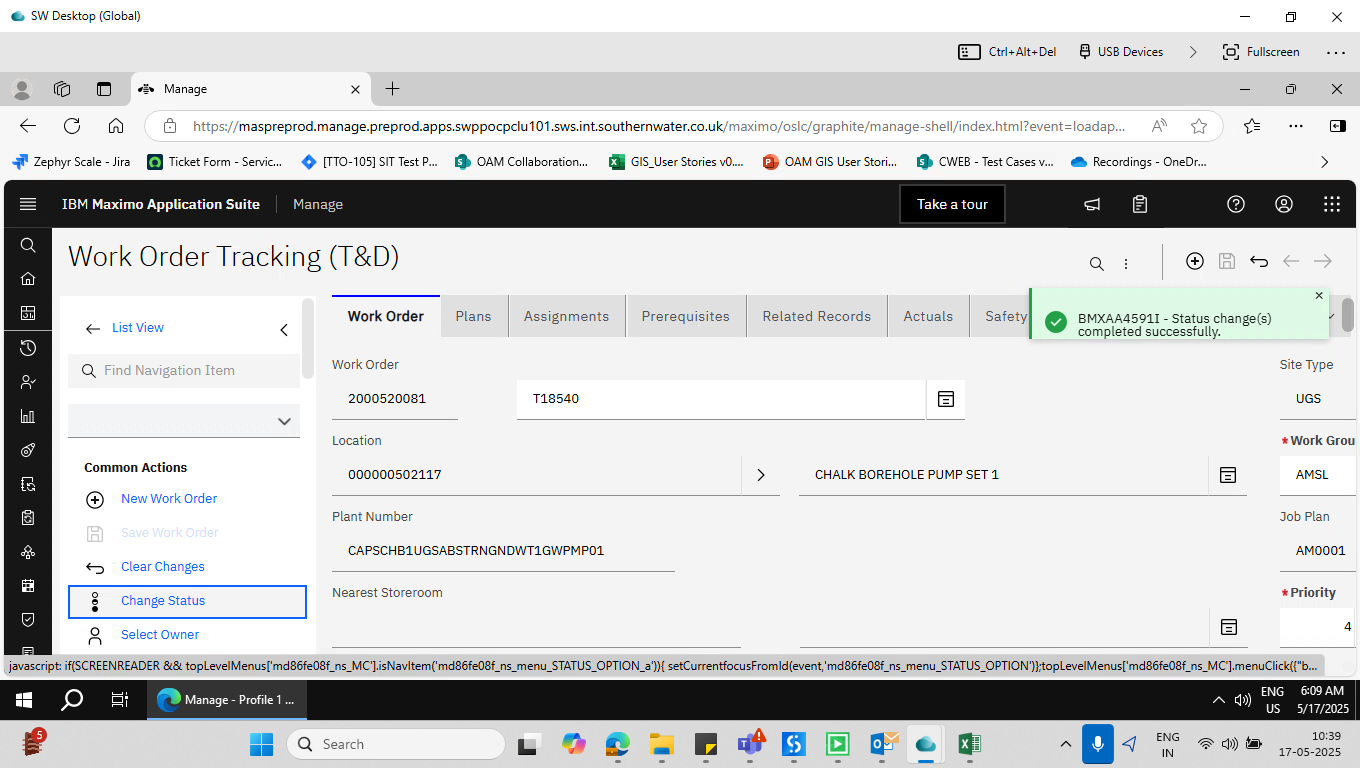 SW Desktop (Global)
Ctrl+Alt+Del
USB Devices
Fullscreen
Manage
https://maspreprod.manage.preprod.apps.swppocpclu101.sws.int.southernwater.co.uk/maximo/oslc/graphite/manage-shell/index.html?event=loadap...
Zephyr Scale - Jira
Ticket Form - Servic...
[TTO-105] SIT Test P...
OAM Collaboration...
GIS_User Stories v0....
OAM GIS User Stori...
CWEB - Test Cases v...
Recordings - OneDr...
IBM Maximo Application Suite
Manage
Take a tour
Work Order Tracking (T&D)
List View
Find Navigation Item
Common Actions
New Work Order
Save Work Order
Clear Changes
Change Status
Select Owner
Work Order
Plans
Assignments
Prerequisites
Related Records
Actuals
Safety
BMXAA4591I - Status change(s)
completed successfully.
Work Order
2000520081
T18540
Site Type
UGS
Location
000000502117
CHALK BOREHOLE PUMP SET 1
*Work Grou
AMSL
Plant Number
CAPSCHB1UGSABSTRNGNDWT1GWPMP01
Job Plan
AM0001
Nearest Storeroom
*Priority
4
javascript: if(SCREENREADER && topLevelMenus['md86fe08f_ns_MC'].isNavItem('md86fe08f_ns_menu_STATUS_OPTION_a')){ setCurrentfocusFromId(event,'md86fe08f_ns_menu_STATUS_OPTION')};topLevelMenus['md86fe08f_ns_MC'].menuClick({"b...
Manage - Profile 1 ...
ENG
US
6:09 AM
5/17/2025
5
Search
ENG
IN
10:39
17-05-2025